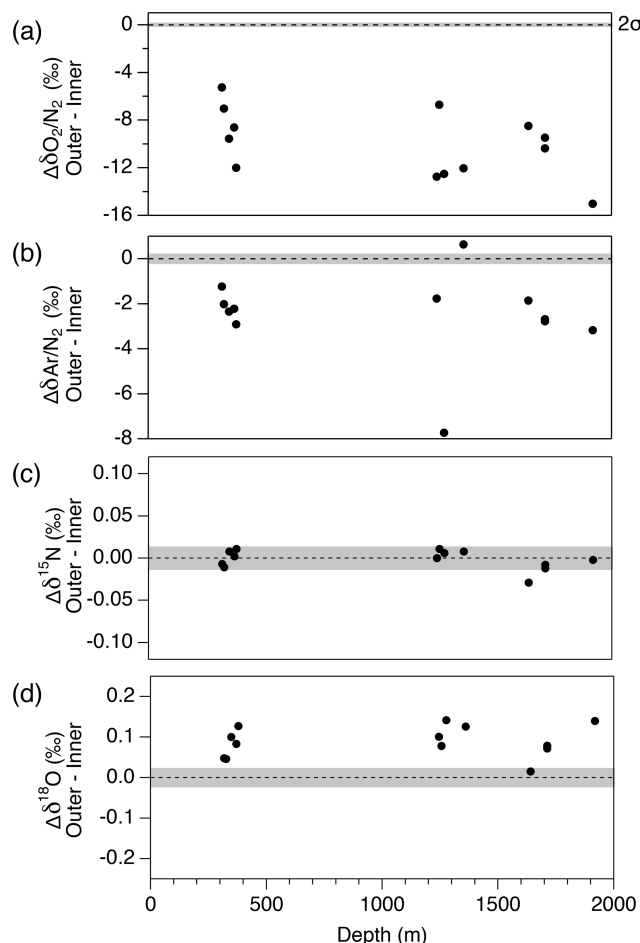 (a)
ΔδO₂/N₂ (‰)
Outer - Inner
0
-4
-8
-12
-16
2σ
(b)
ΔδAr/N₂ (‰)
Outer - Inner
0
-2
-4
-6
-8
(c)
Δδ¹⁵N (‰)
Outer - Inner
0.10
0.05
0.00
-0.05
-0.10
(d)
Δδ¹⁸O (‰)
Outer - Inner
0.2
0.1
0.0
-0.1
-0.2
0 500 1000 1500 2000
Depth (m)